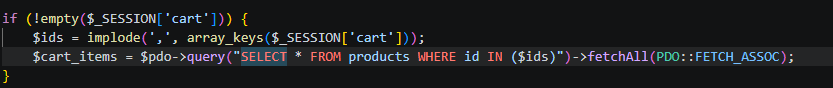 if (!empty($_SESSION['cart'])) {
    $ids = implode(',', array_keys($_SESSION['cart']));
    $cart_items = $pdo->query("SELECT * FROM products WHERE id IN ($ids)")->fetchAll(PDO::FETCH_ASSOC);
}